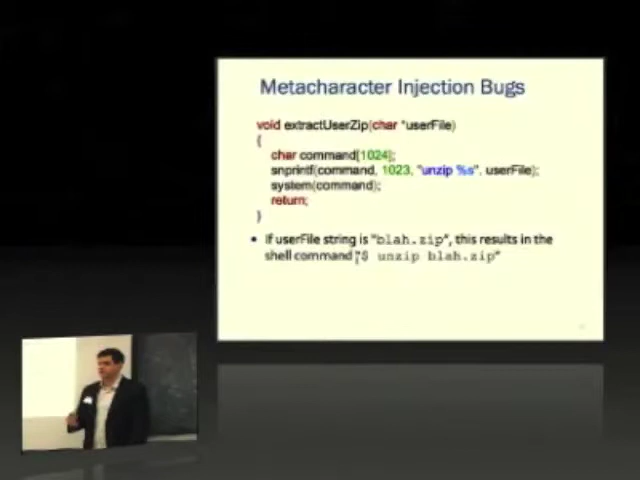 Metacharacter Injection Bugs
void extractUserZip(char *userFile)
{
char command[1024];
snprintf(command, 1023, "unzip %s", userFile);
system(command);
return;
}
• If userFile string is "blah.zip", this results in the
shell command "$ unzip blah.zip"